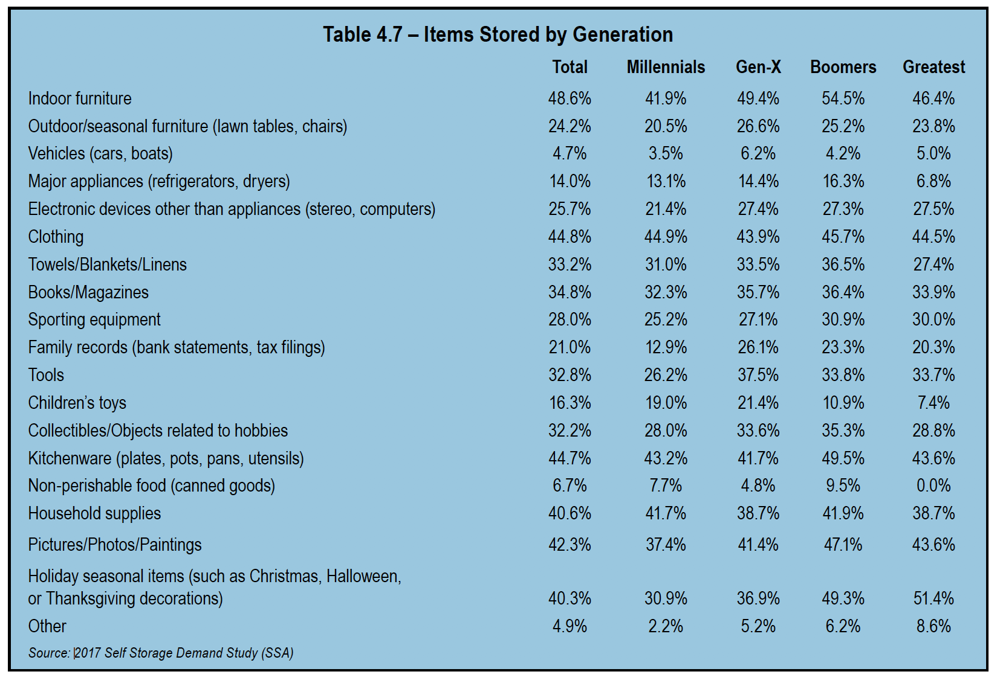 Table 4.7 – Items Stored by Generation
Total Millennials Gen-X Boomers Greatest
Indoor furniture 48.6% 41.9% 49.4% 54.5% 46.4%
Outdoor/seasonal furniture (lawn tables, chairs) 24.2% 20.5% 26.6% 25.2% 23.8%
Vehicles (cars, boats) 4.7% 3.5% 6.2% 4.2% 5.0%
Major appliances (refrigerators, dryers) 14.0% 13.1% 14.4% 16.3% 6.8%
Electronic devices other than appliances (stereo, computers) 25.7% 21.4% 27.4% 27.3% 27.5%
Clothing 44.8% 44.9% 43.9% 45.7% 44.5%
Towels/Blankets/Linens 33.2% 31.0% 33.5% 36.5% 27.4%
Books/Magazines 34.8% 32.3% 35.7% 36.4% 33.9%
Sporting equipment 28.0% 25.2% 27.1% 30.9% 30.0%
Family records (bank statements, tax filings) 21.0% 12.9% 26.1% 23.3% 20.3%
Tools 32.8% 26.2% 37.5% 33.8% 33.7%
Children’s toys 16.3% 19.0% 21.4% 10.9% 7.4%
Collectibles/Objects related to hobbies 32.2% 28.0% 33.6% 35.3% 28.8%
Kitchenware (plates, pots, pans, utensils) 44.7% 43.2% 41.7% 49.5% 43.6%
Non-perishable food (canned goods) 6.7% 7.7% 4.8% 9.5% 0.0%
Household supplies 40.6% 41.7% 38.7% 41.9% 38.7%
Pictures/Photos/Paintings 42.3% 37.4% 41.4% 47.1% 43.6%
Holiday seasonal items (such as Christmas, Halloween,
or Thanksgiving decorations) 40.3% 30.9% 36.9% 49.3% 51.4%
Other 4.9% 2.2% 5.2% 6.2% 8.6%
Source: |2017 Self Storage Demand Study (SSA)